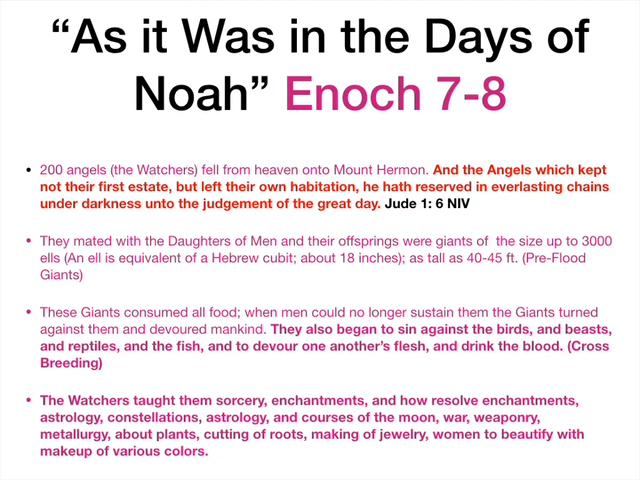 “As it Was in the Days of
Noah” Enoch 7-8
• 200 angels (the Watchers) fell from heaven onto Mount Hermon. And the Angels which kept
not their first estate, but left their own habitation, he hath reserved in everlasting chains
under darkness unto the judgement of the great day. Jude 1: 6 NIV
• They mated with the Daughters of Men and their offsprings were giants of the size up to 3000
ells (An ell is equivalent of a Hebrew cubit; about 18 inches); as tall as 40-45 ft. (Pre-Flood
Giants)
• These Giants consumed all food; when men could no longer sustain them the Giants turned
against them and devoured mankind. They also began to sin against the birds, and beasts,
and reptiles, and the fish, and to devour one another’s flesh, and drink the blood. (Cross
Breeding)
• The Watchers taught them sorcery, enchantments, and how resolve enchantments,
astrology, constellations, astrology, and courses of the moon, war, weaponry,
metallurgy, about plants, cutting of roots, making of jewelry, women to beautify with
makeup of various colors.